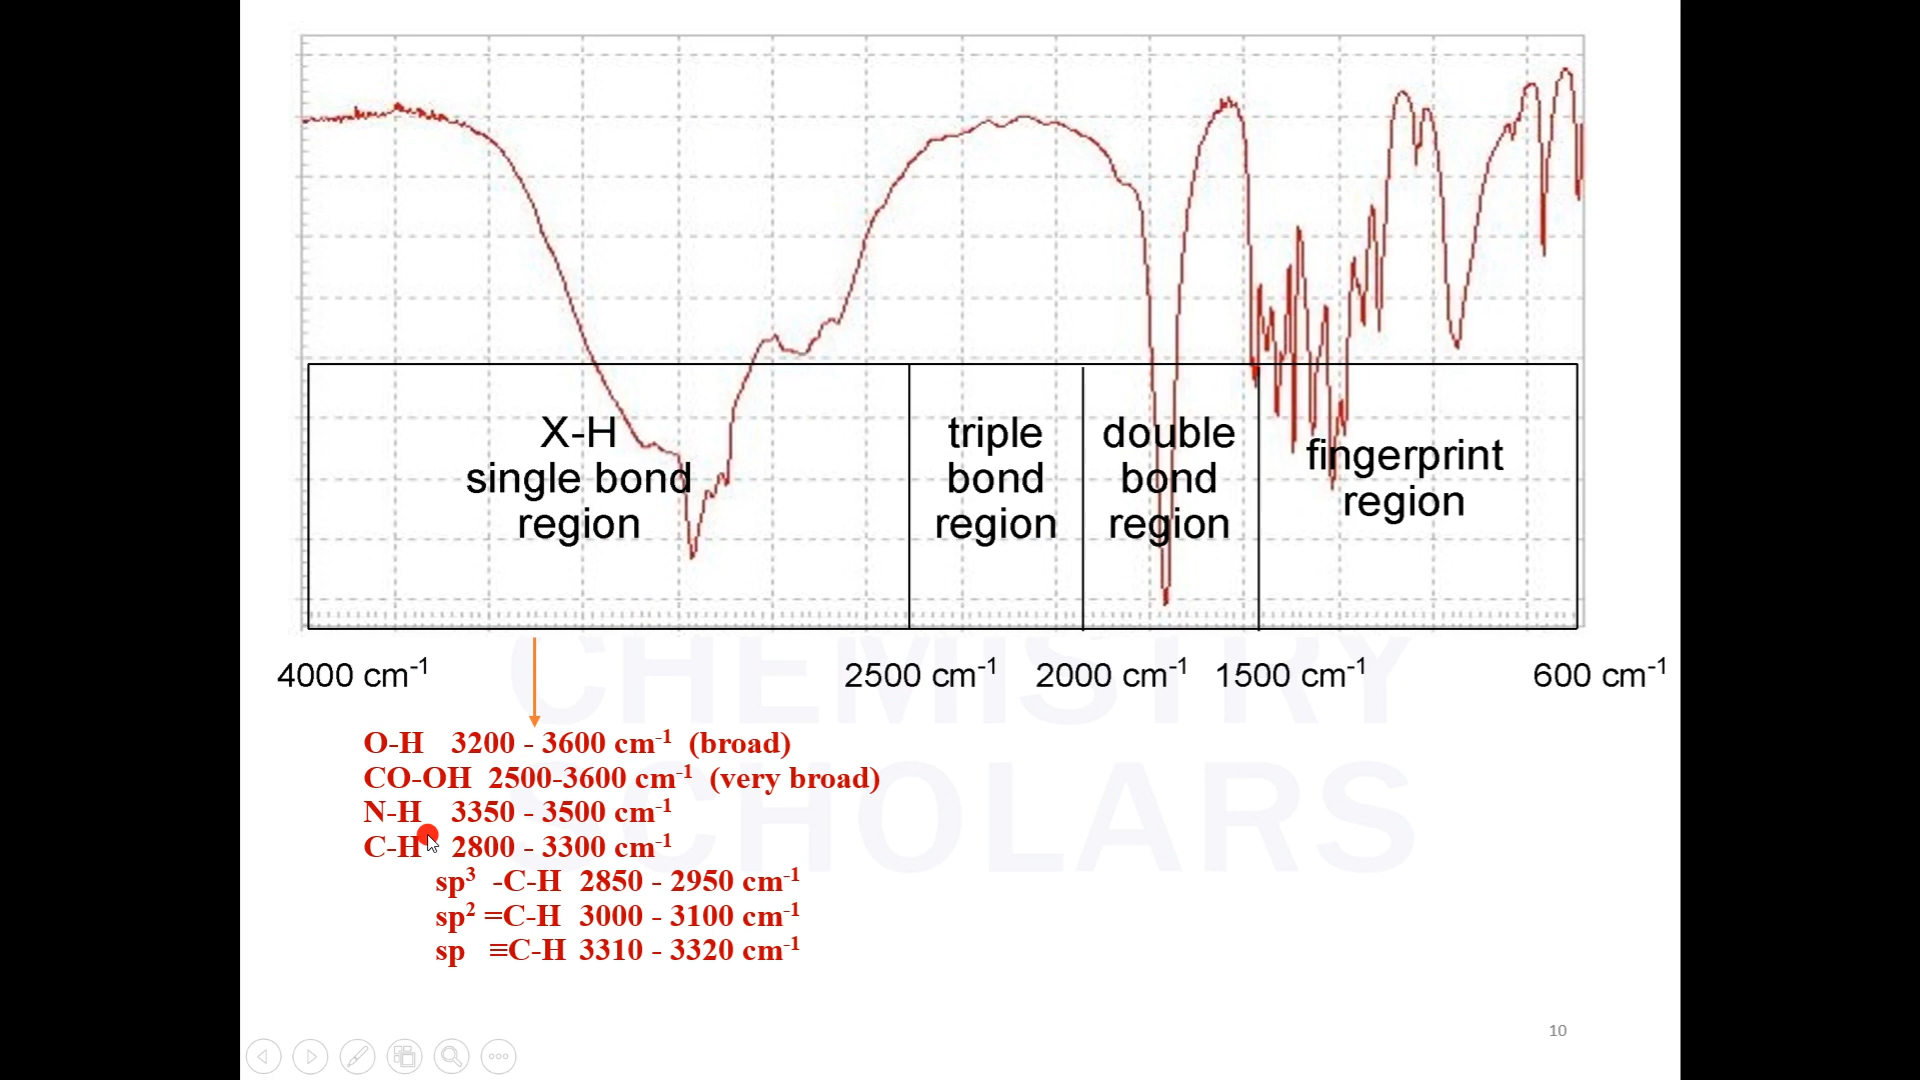 X-H
single bond
region
triple
bond
region
double
bond
region
fingerprint
region
4000 cm⁻¹
2500 cm⁻¹
2000 cm⁻¹
1500 cm⁻¹
600 cm⁻¹
CHEMISTRY
SCHOLARS
O-H 3200 - 3600 cm⁻¹ (broad)
CO-OH 2500-3600 cm⁻¹ (very broad)
N-H 3350 - 3500 cm⁻¹
C-H 2800 - 3300 cm⁻¹
sp³ -C-H 2850 - 2950 cm⁻¹
sp² =C-H 3000 - 3100 cm⁻¹
sp ≡C-H 3310 - 3320 cm⁻¹
10